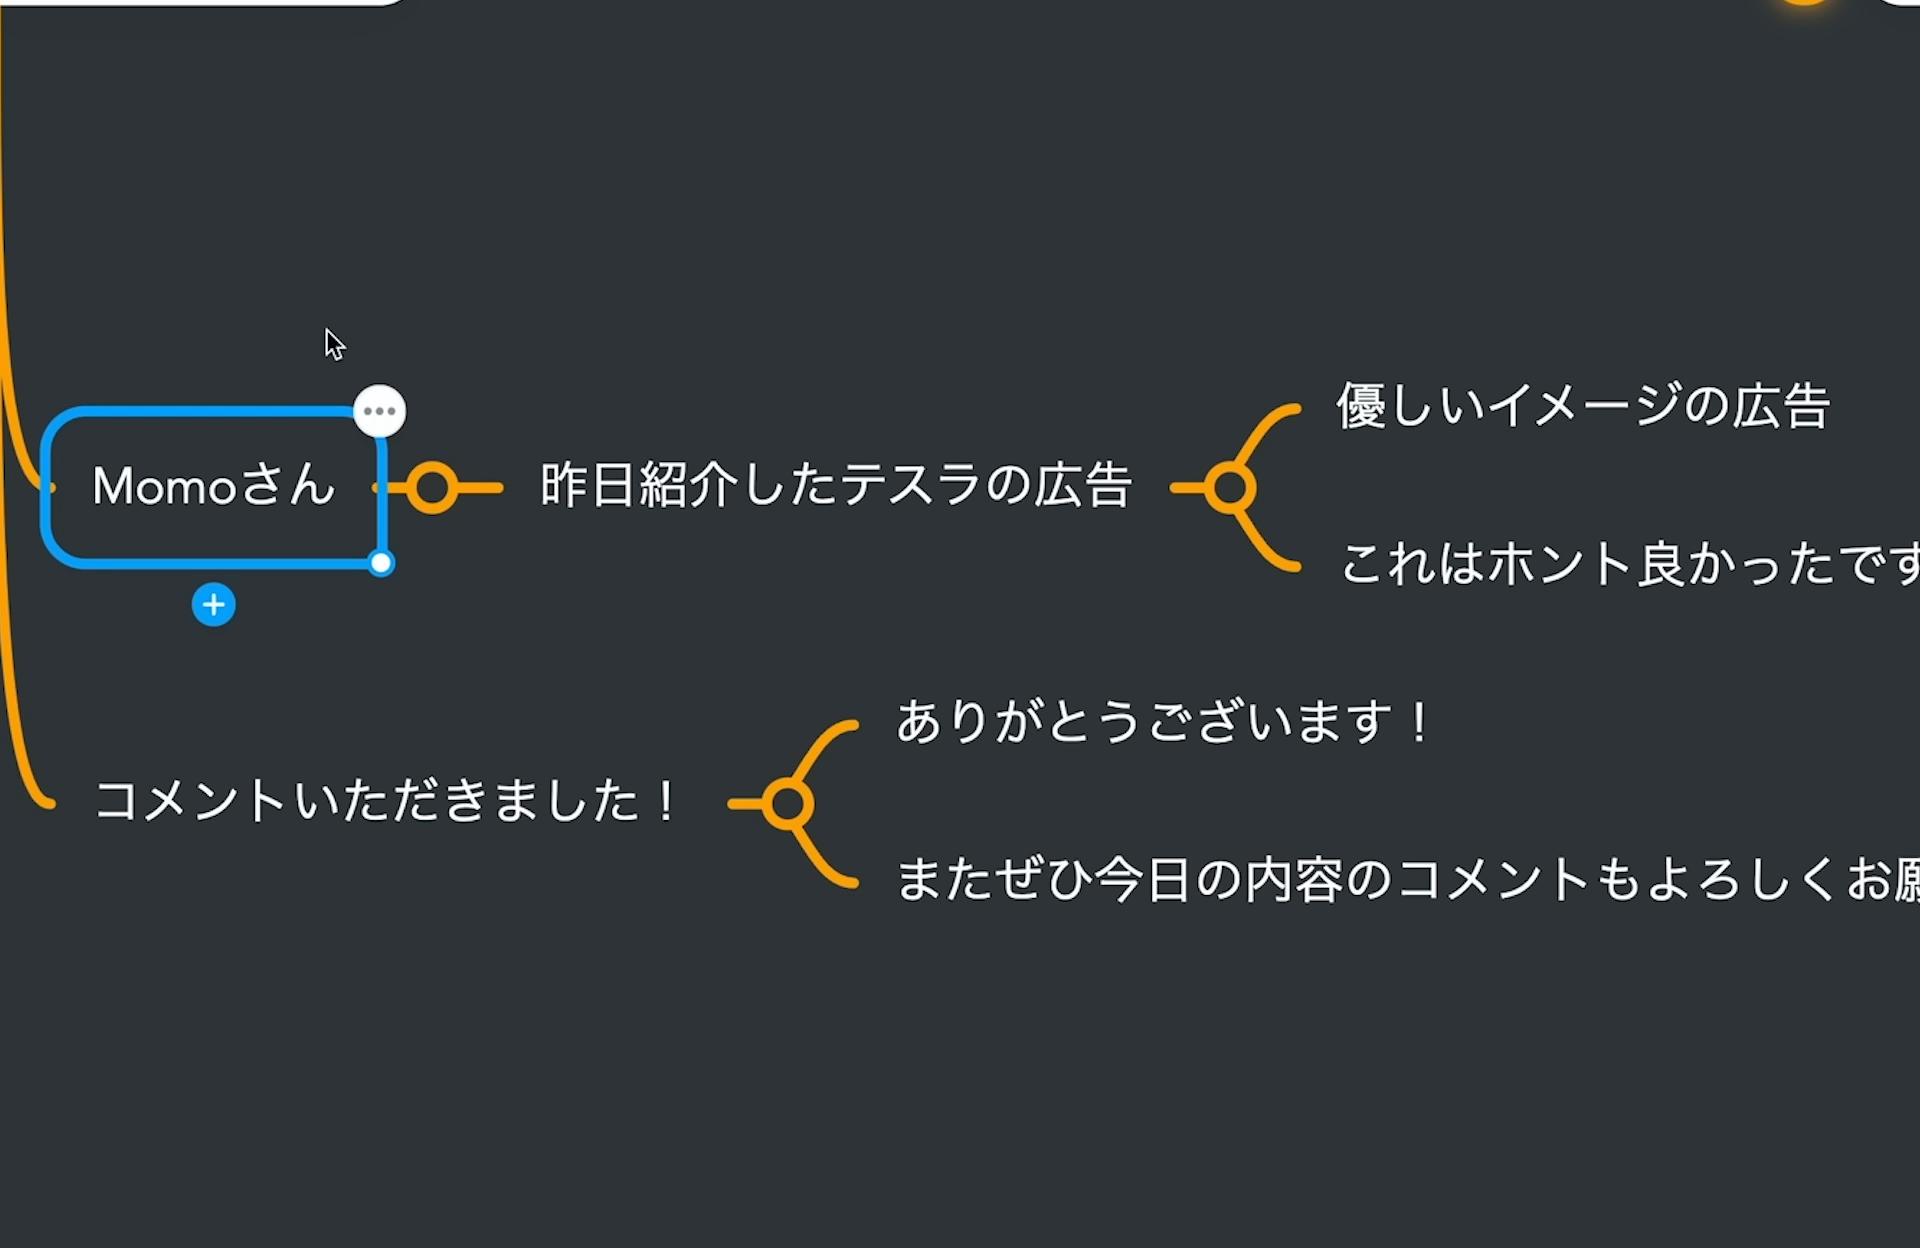 Momoさん
昨日紹介したテスラの広告
優しいイメージの広告
これはホント良かったです
コメントいただきました！
ありがとうございます！
またぜひ今日の内容のコメントもよろしくお願